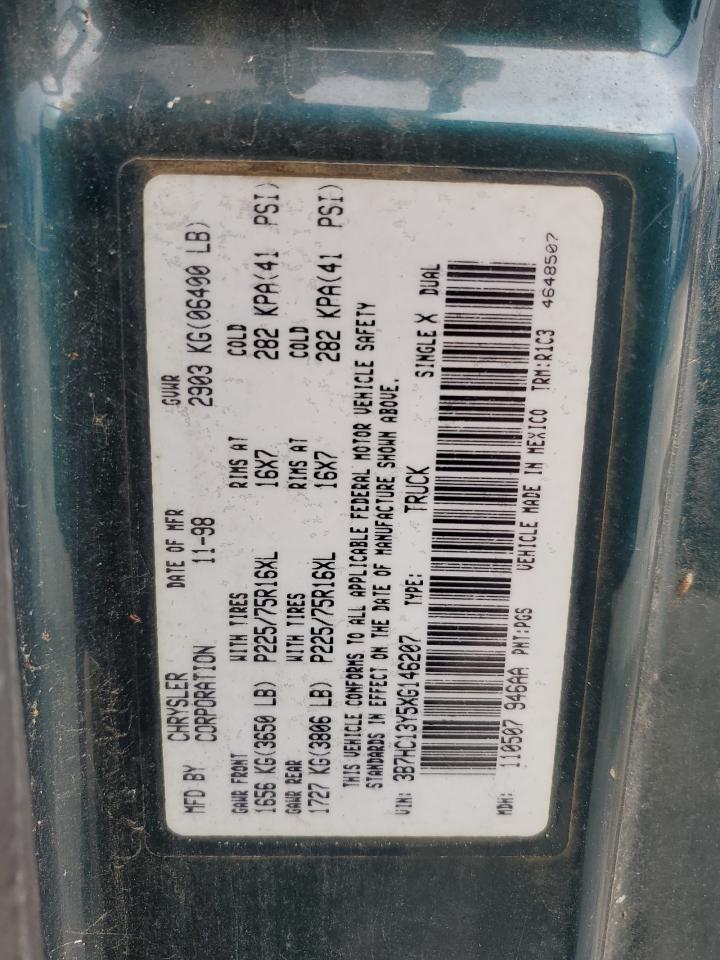 MFD BY CHRYSLER CORPORATION DATE OF MFR 11-98 GVWR 2903 KG(06400 LB)
GAWR FRONT WITH TIRES RIMS AT COLD
1656 KG(3650 LB) P225/75R16XL 16X7 282 KPA(41 PSI)
GAWR REAR WITH TIRES RIMS AT COLD
1727 KG(3806 LB) P225/75R16XL 16X7 282 KPA(41 PSI)
THIS VEHICLE CONFORMS TO ALL APPLICABLE FEDERAL MOTOR VEHICLE SAFETY
STANDARDS IN EFFECT ON THE DATE OF MANUFACTURE SHOWN ABOVE.
VIN: 3B7HC13Y5XG146207 TYPE: TRUCK SINGLE X DUAL
MDH: 110507 946AA PNT:PGS VEHICLE MADE IN MEXICO TRM:R1C3 4648507